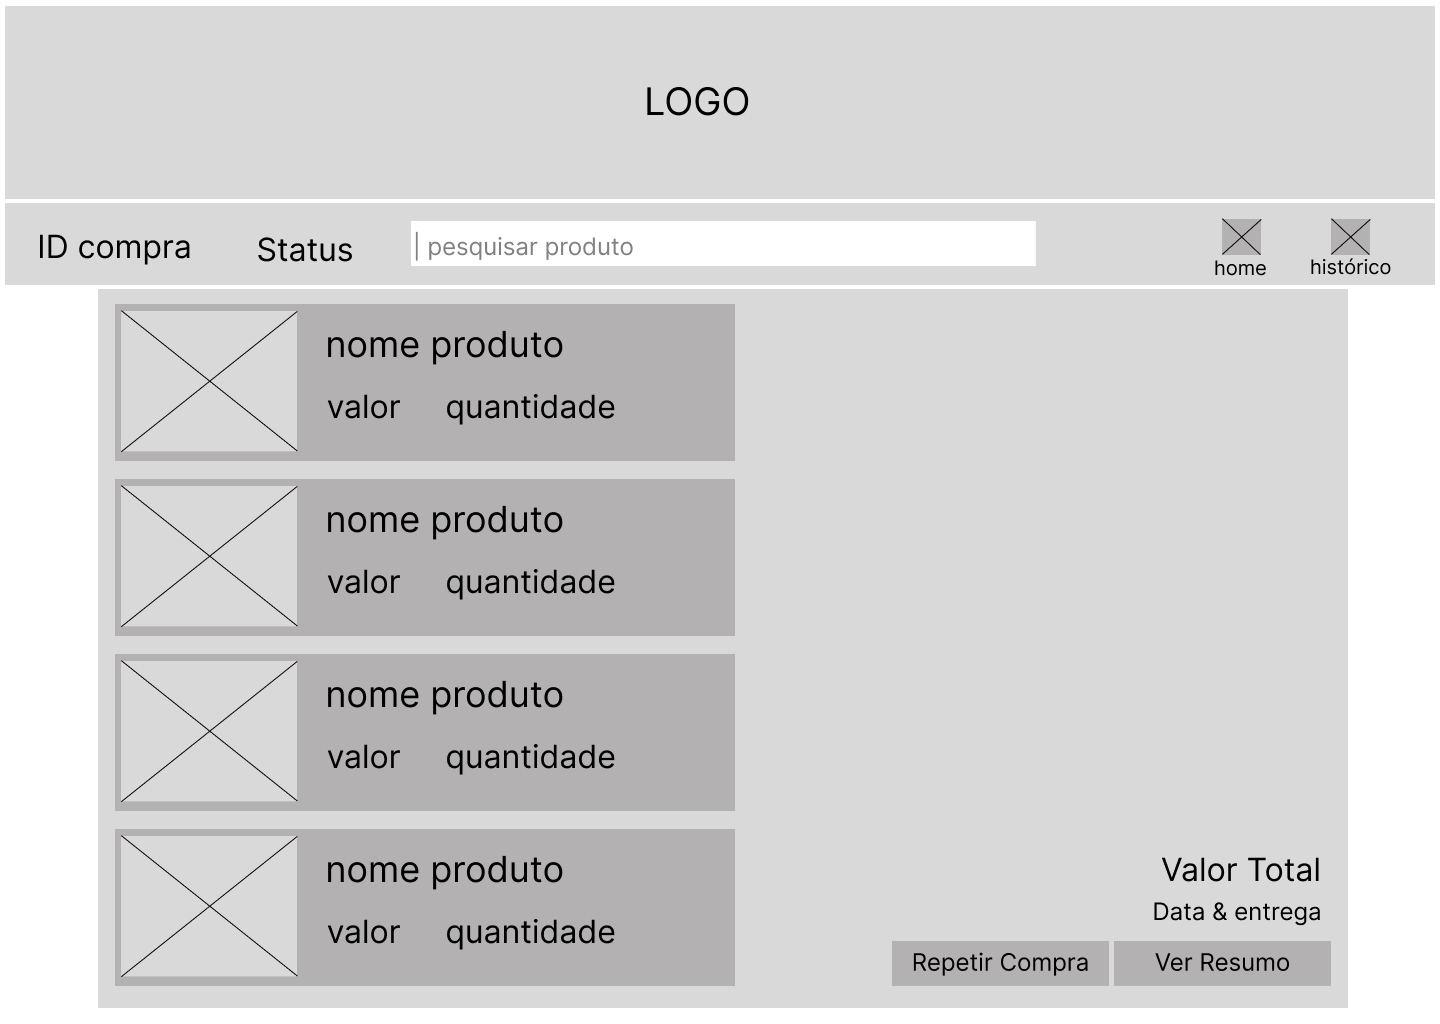 LOGO
ID compra
Status
pesquisar produto
home
histórico
nome produto
valor quantidade
nome produto
valor quantidade
nome produto
valor quantidade
nome produto
valor quantidade
Valor Total
Data & entrega
Repetir Compra
Ver Resumo